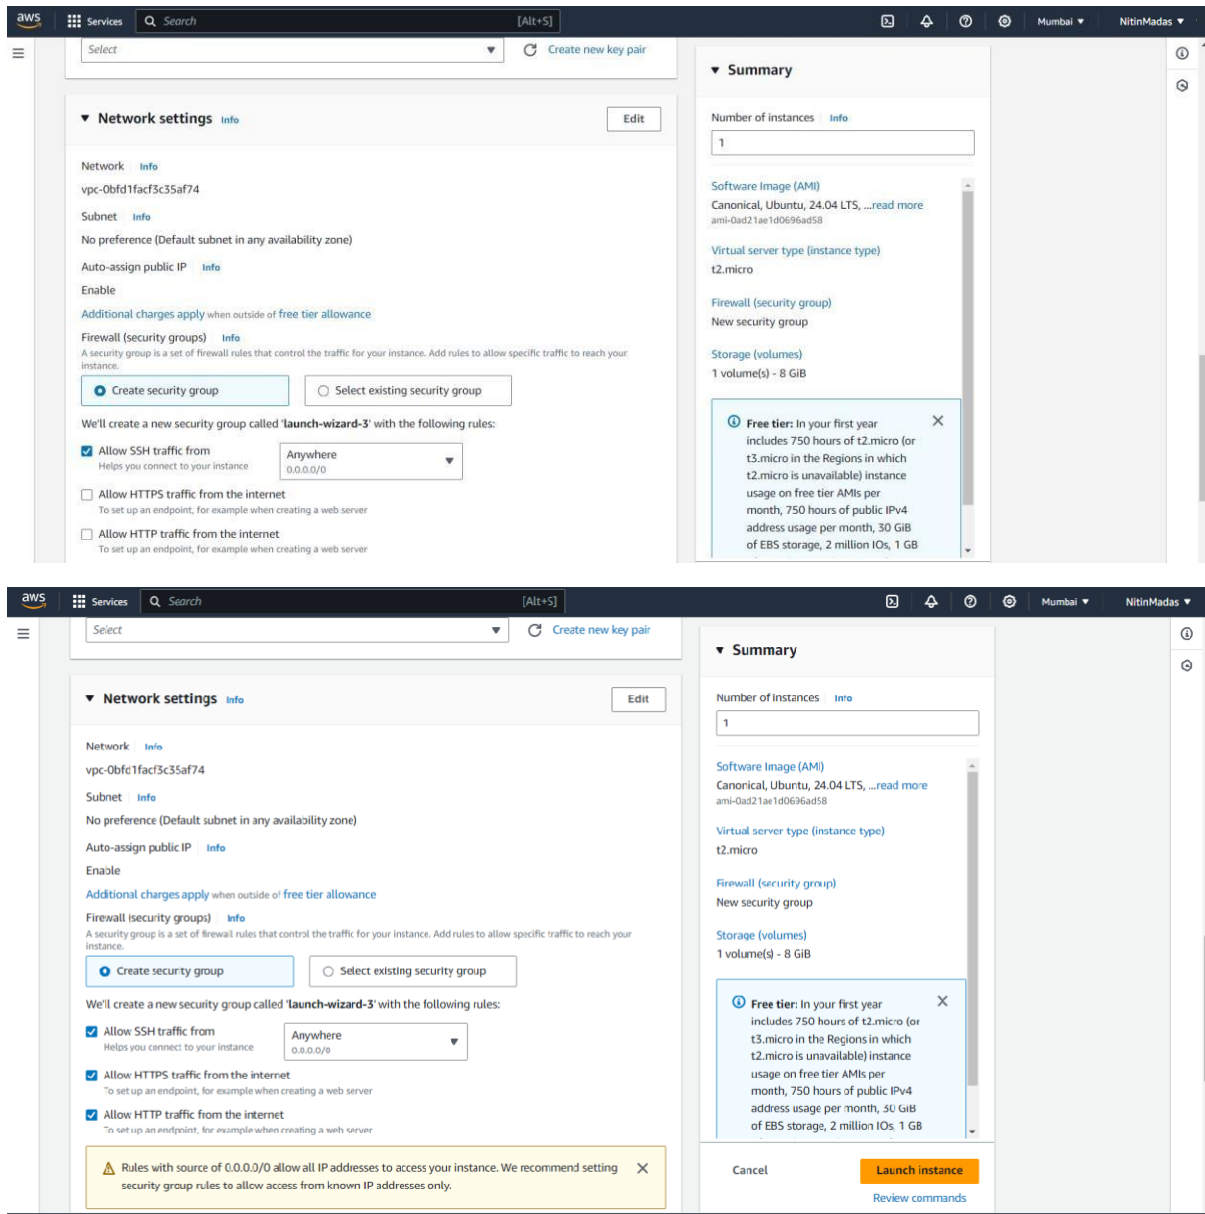 aws Services Search [Alt+S] Mumbai NitinMadas
Select Create new key pair
Network settings Info Edit
Network Info
vpc-0bfd1facf3c35af74
Subnet Info
No preference (Default subnet in any availability zone)
Auto-assign public IP Info
Enable
Additional charges apply when outside of free tier allowance
Firewall (security groups) Info
A security group is a set of firewall rules that control the traffic for your instance. Add rules to allow specific traffic to reach your
instance.
Create security group Select existing security group
We'll create a new security group called 'launch-wizard-3' with the following rules:
Allow SSH traffic from
Helps you connect to your instance
Anywhere
0.0.0.0/0
Allow HTTPS traffic from the internet
To set up an endpoint, for example when creating a web server
Allow HTTP traffic from the internet
To set up an endpoint, for example when creating a web server
Summary
Number of instances Info
1
Software Image (AMI)
Canonical, Ubuntu, 24.04 LTS, ...read more
ami-0ad21ae1d0696ad58
Virtual server type (instance type)
t2.micro
Firewall (security group)
New security group
Storage (volumes)
1 volume(s) - 8 GiB
Free tier: In your first year
includes 750 hours of t2.micro (or
t3.micro in the Regions in which
t2.micro is unavailable) instance
usage on free tier AMIs per
month, 750 hours of public IPv4
address usage per month, 30 GiB
of EBS storage, 2 million IOs, 1 GB
aws Services Search [Alt+S] Mumbai NitinMadas
Select Create new key pair
Network settings Info Edit
Network Info
vpc-0bfd1facf3c35af74
Subnet Info
No preference (Default subnet in any availability zone)
Auto-assign public IP Info
Enable
Additional charges apply when outside of free tier allowance
Firewall (security groups) Info
A security group is a set of firewall rules that control the traffic for your instance. Add rules to allow specific traffic to reach your
instance.
Create security group Select existing security group
We'll create a new security group called 'launch-wizard-3' with the following rules:
Allow SSH traffic from
Helps you connect to your instance
Anywhere
0.0.0.0/0
Allow HTTPS traffic from the internet
To set up an endpoint, for example when creating a web server
Allow HTTP traffic from the internet
To set up an endpoint, for example when creating a web server
Rules with source of 0.0.0.0/0 allow all IP addresses to access your instance. We recommend setting
security group rules to allow access from known IP addresses only.
Summary
Number of instances Info
1
Software Image (AMI)
Canonical, Ubuntu, 24.04 LTS, ...read more
ami-0ad21ae1d0696ad58
Virtual server type (instance type)
t2.micro
Firewall (security group)
New security group
Storage (volumes)
1 volume(s) - 8 GiB
Free tier: In your first year
includes 750 hours of t2.micro (or
t3.micro in the Regions in which
t2.micro is unavailable) instance
usage on free tier AMIs per
month, 750 hours of public IPv4
address usage per month, 30 GiB
of EBS storage, 2 million IOs, 1 GB
Cancel Launch instance
Review commands